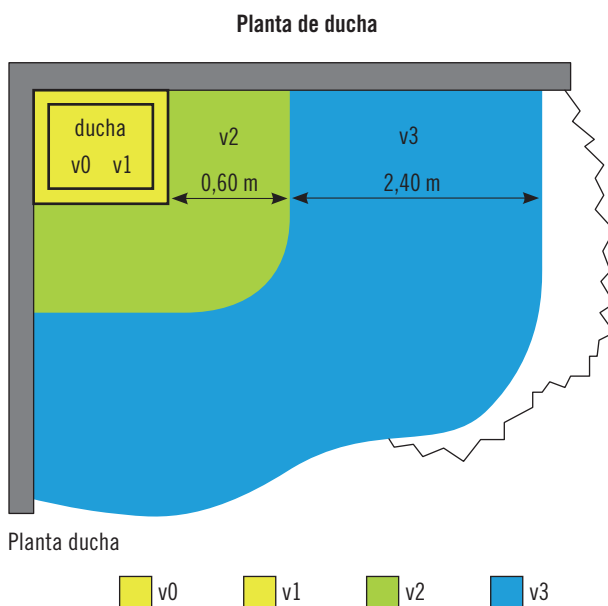 Planta de ducha
ducha
v0 v1
v2
v3
0,60 m
2,40 m
Planta ducha
v0 v1 v2 v3